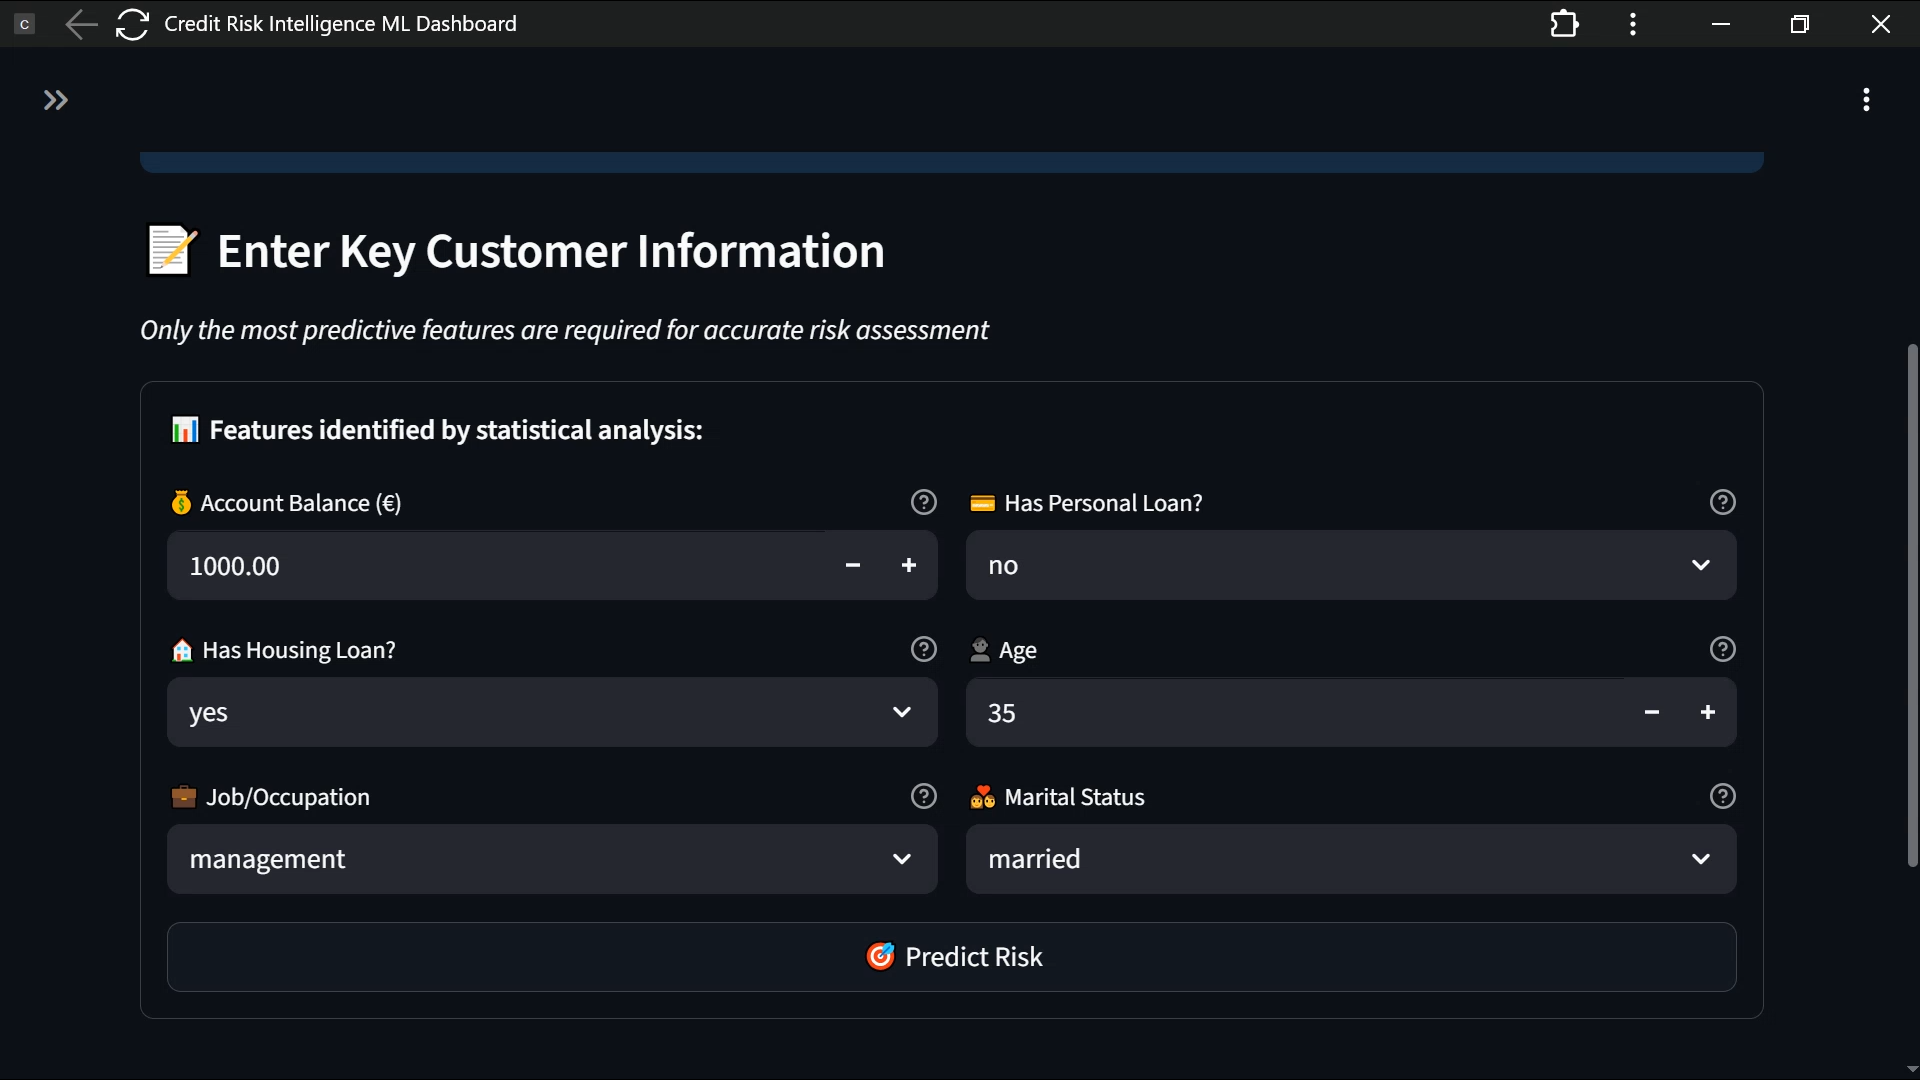 C
Credit Risk Intelligence ML Dashboard
Enter Key Customer Information
Only the most predictive features are required for accurate risk assessment
Features identified by statistical analysis:
Account Balance (€)
Has Personal Loan?
1000.00
no
Has Housing Loan?
Age
yes
35
Job/Occupation
Marital Status
management
married
Predict Risk